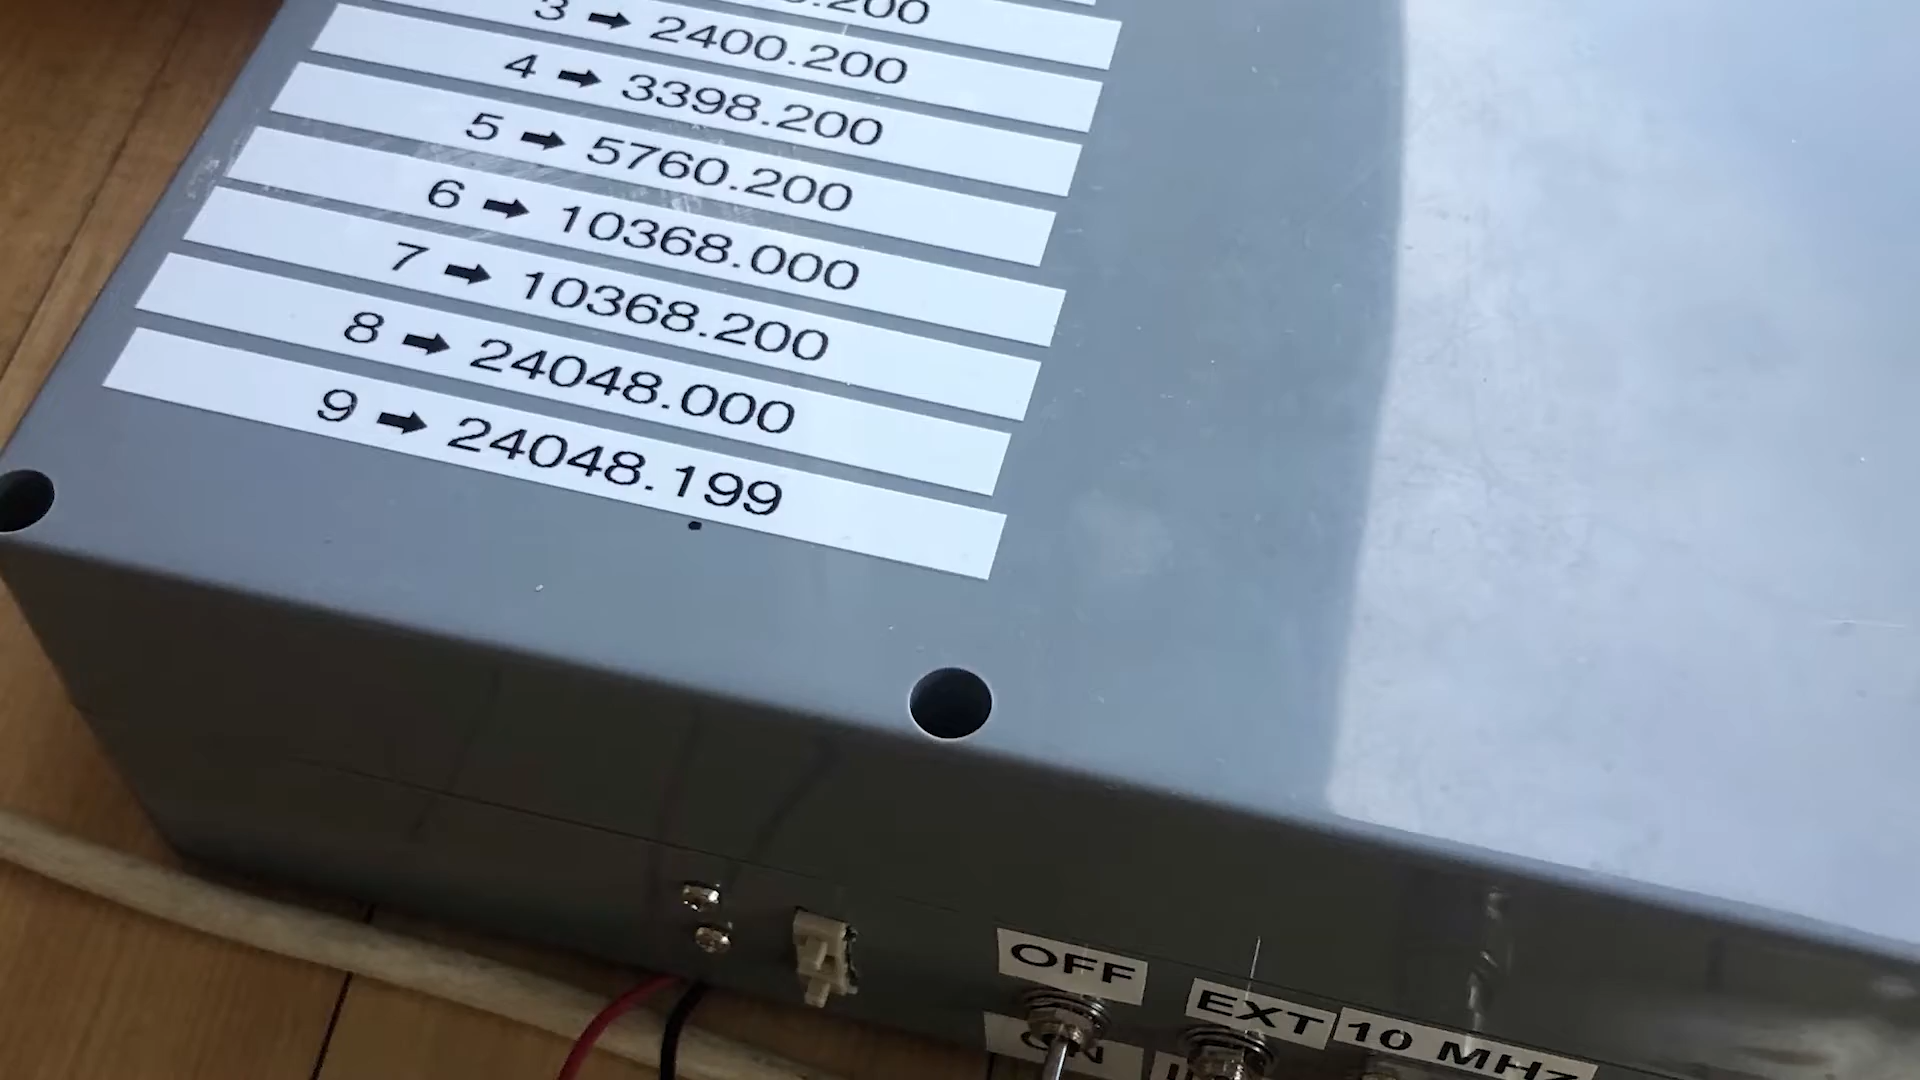 3 ➡ 2400.200
4 ➡ 3398.200
5 ➡ 5760.200
6 ➡ 10368.000
7 ➡ 10368.200
8 ➡ 24048.000
9 ➡ 24048.199
OFF
ON
EXT
10 MHz